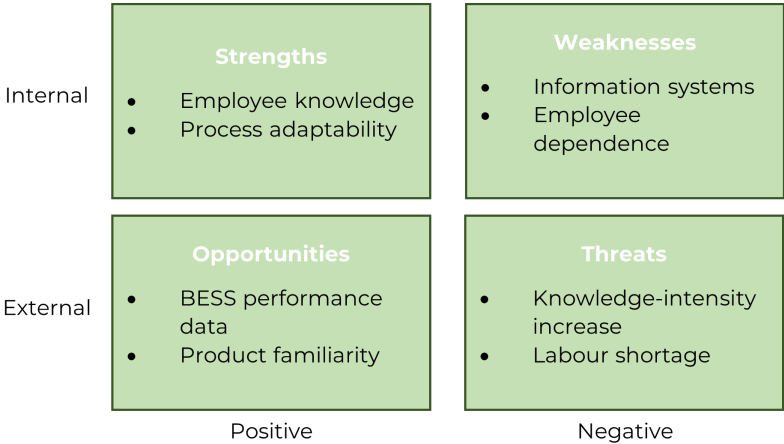 Strengths
Internal
• Employee knowledge
• Process adaptability
Weaknesses
• Information systems
• Employee
dependence
Opportunities
External
• BESS performance
data
• Product familiarity
Threats
• Knowledge-intensity
increase
• Labour shortage
Positive
Negative